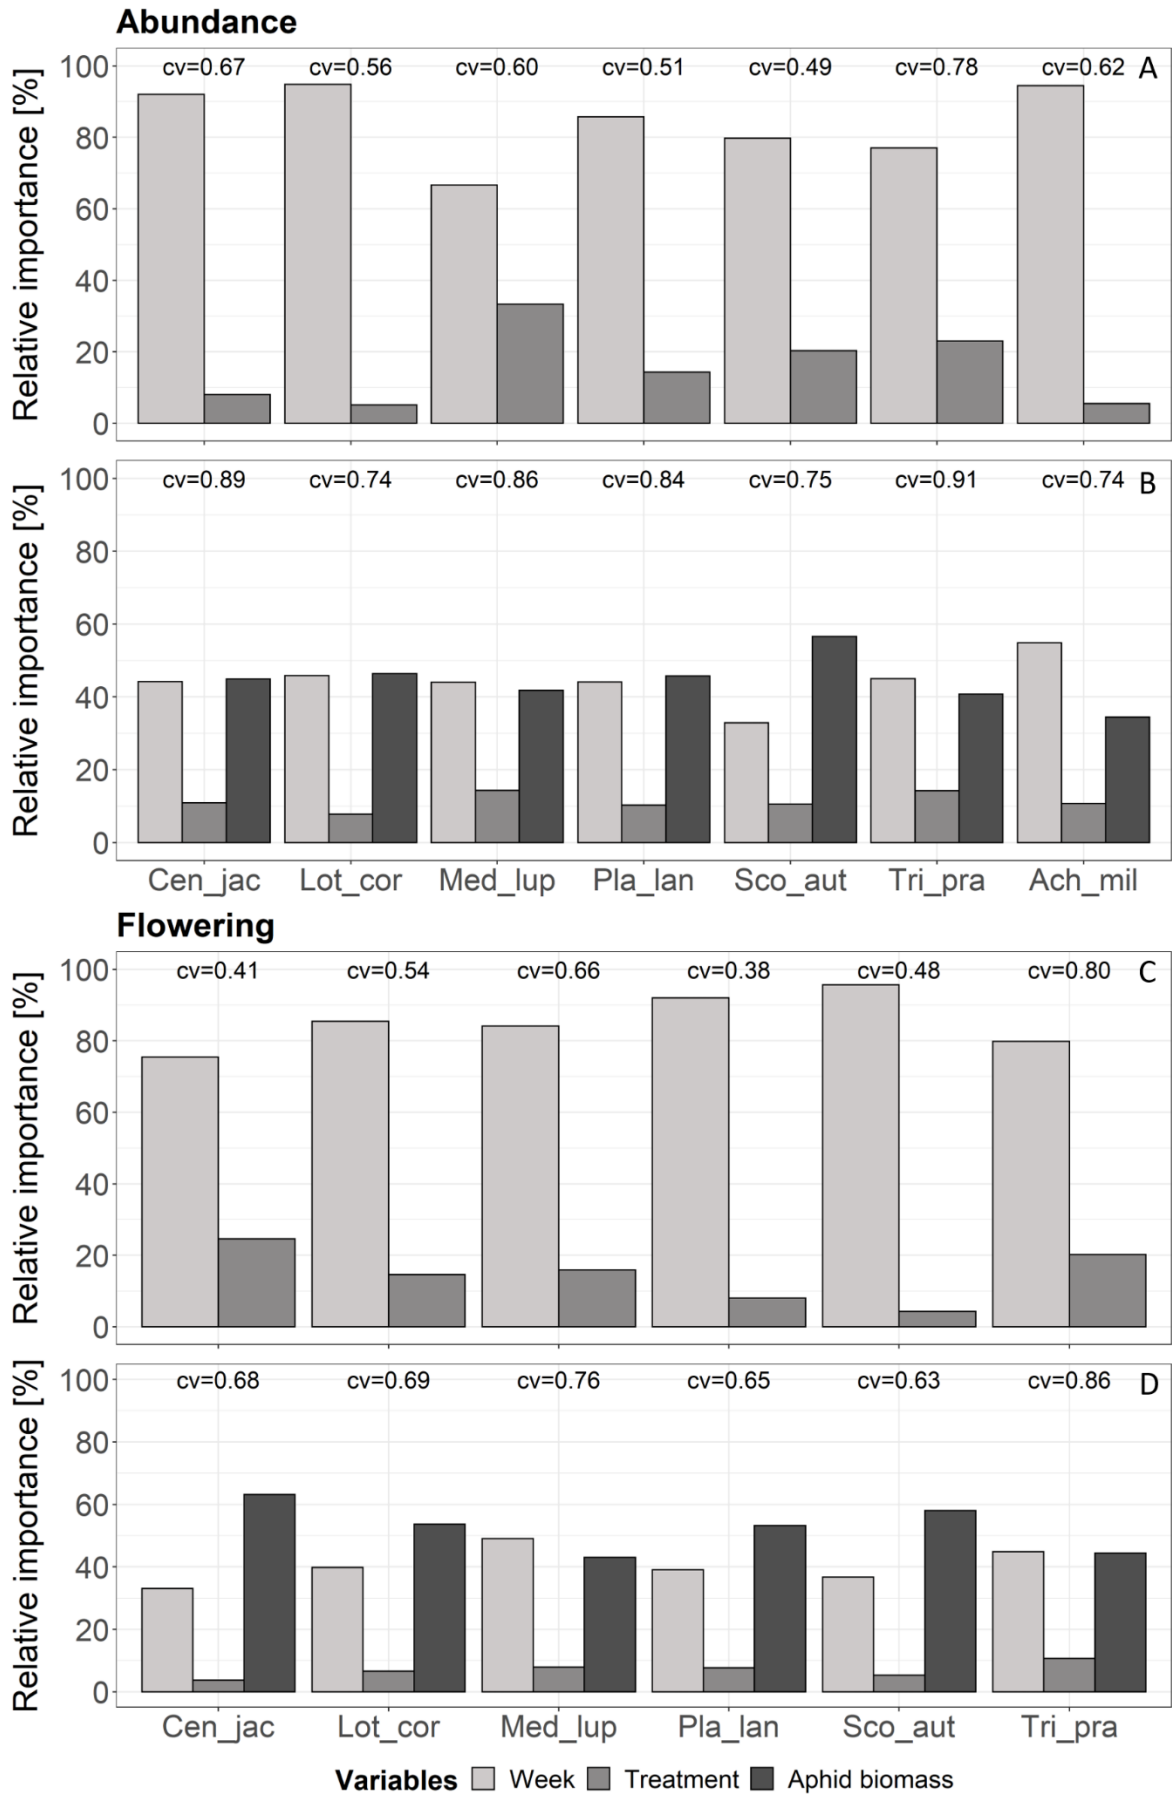 Abundance
Relative importance [%]
100
80
60
40
20
0
cv=0.67 cv=0.56 cv=0.60 cv=0.51 cv=0.49 cv=0.78 cv=0.62 A
Relative importance [%]
100
80
60
40
20
0
cv=0.89 cv=0.74 cv=0.86 cv=0.84 cv=0.75 cv=0.91 cv=0.74 B
Cen_jac Lot_cor Med_lup Pla_lan Sco_aut Tri_pra Ach_mil
Flowering
Relative importance [%]
100
80
60
40
20
0
cv=0.41 cv=0.54 cv=0.66 cv=0.38 cv=0.48 cv=0.80 C
Relative importance [%]
100
80
60
40
20
0
cv=0.68 cv=0.69 cv=0.76 cv=0.65 cv=0.63 cv=0.86 D
Cen_jac Lot_cor Med_lup Pla_lan Sco_aut Tri_pra
Variables Week Treatment Aphid biomass